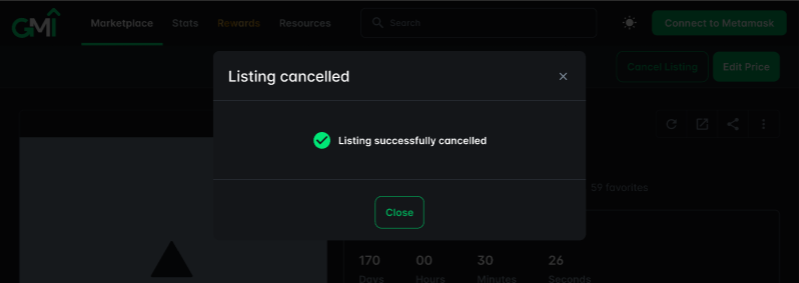 GMI Marketplace Stats Rewards Resources Search Connect to Metamask
Cancel Listing Edit Price
Listing cancelled
Listing successfully cancelled
59 favorites
Close
170 00 30 26
Days Hours Minutes Seconds